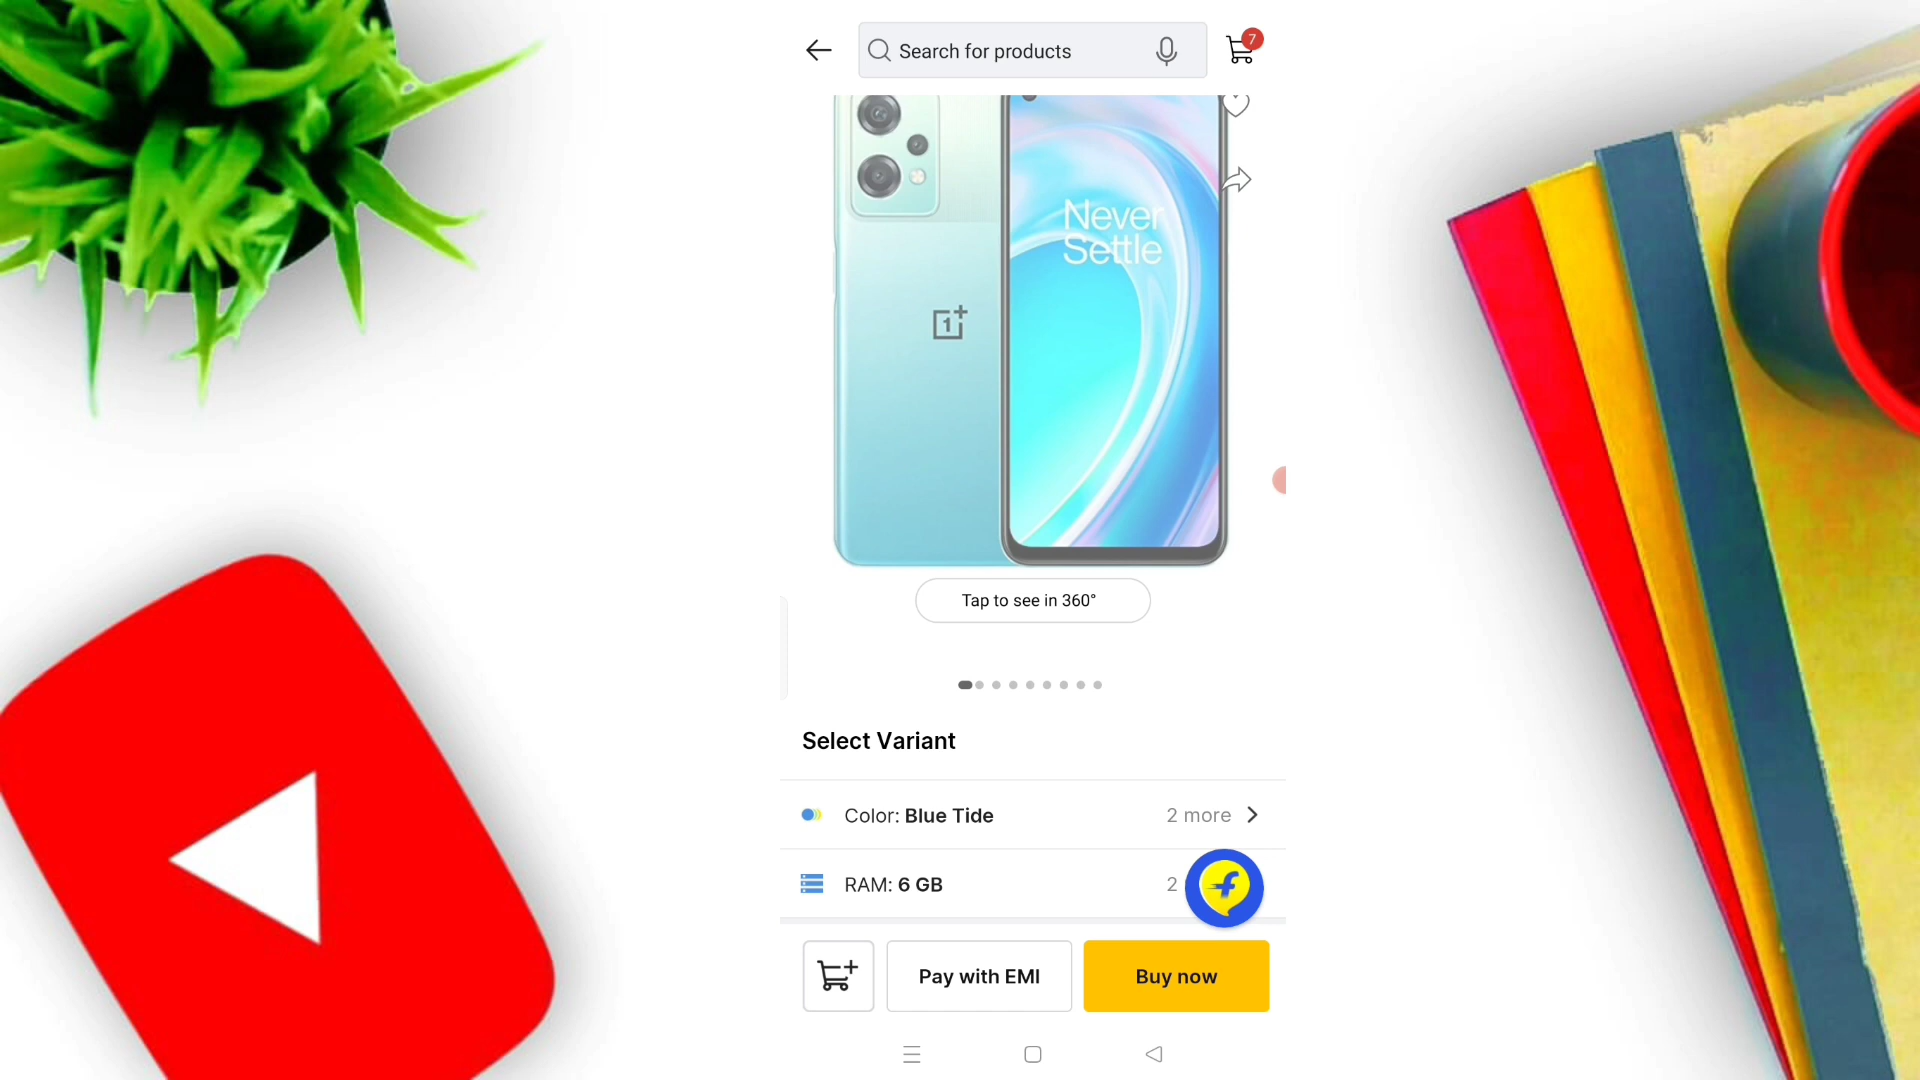 Search for products
7
Never
Settle
1+
Tap to see in 360°
Select Variant
Color: Blue Tide
2 more
RAM: 6 GB
2
Pay with EMI
Buy now